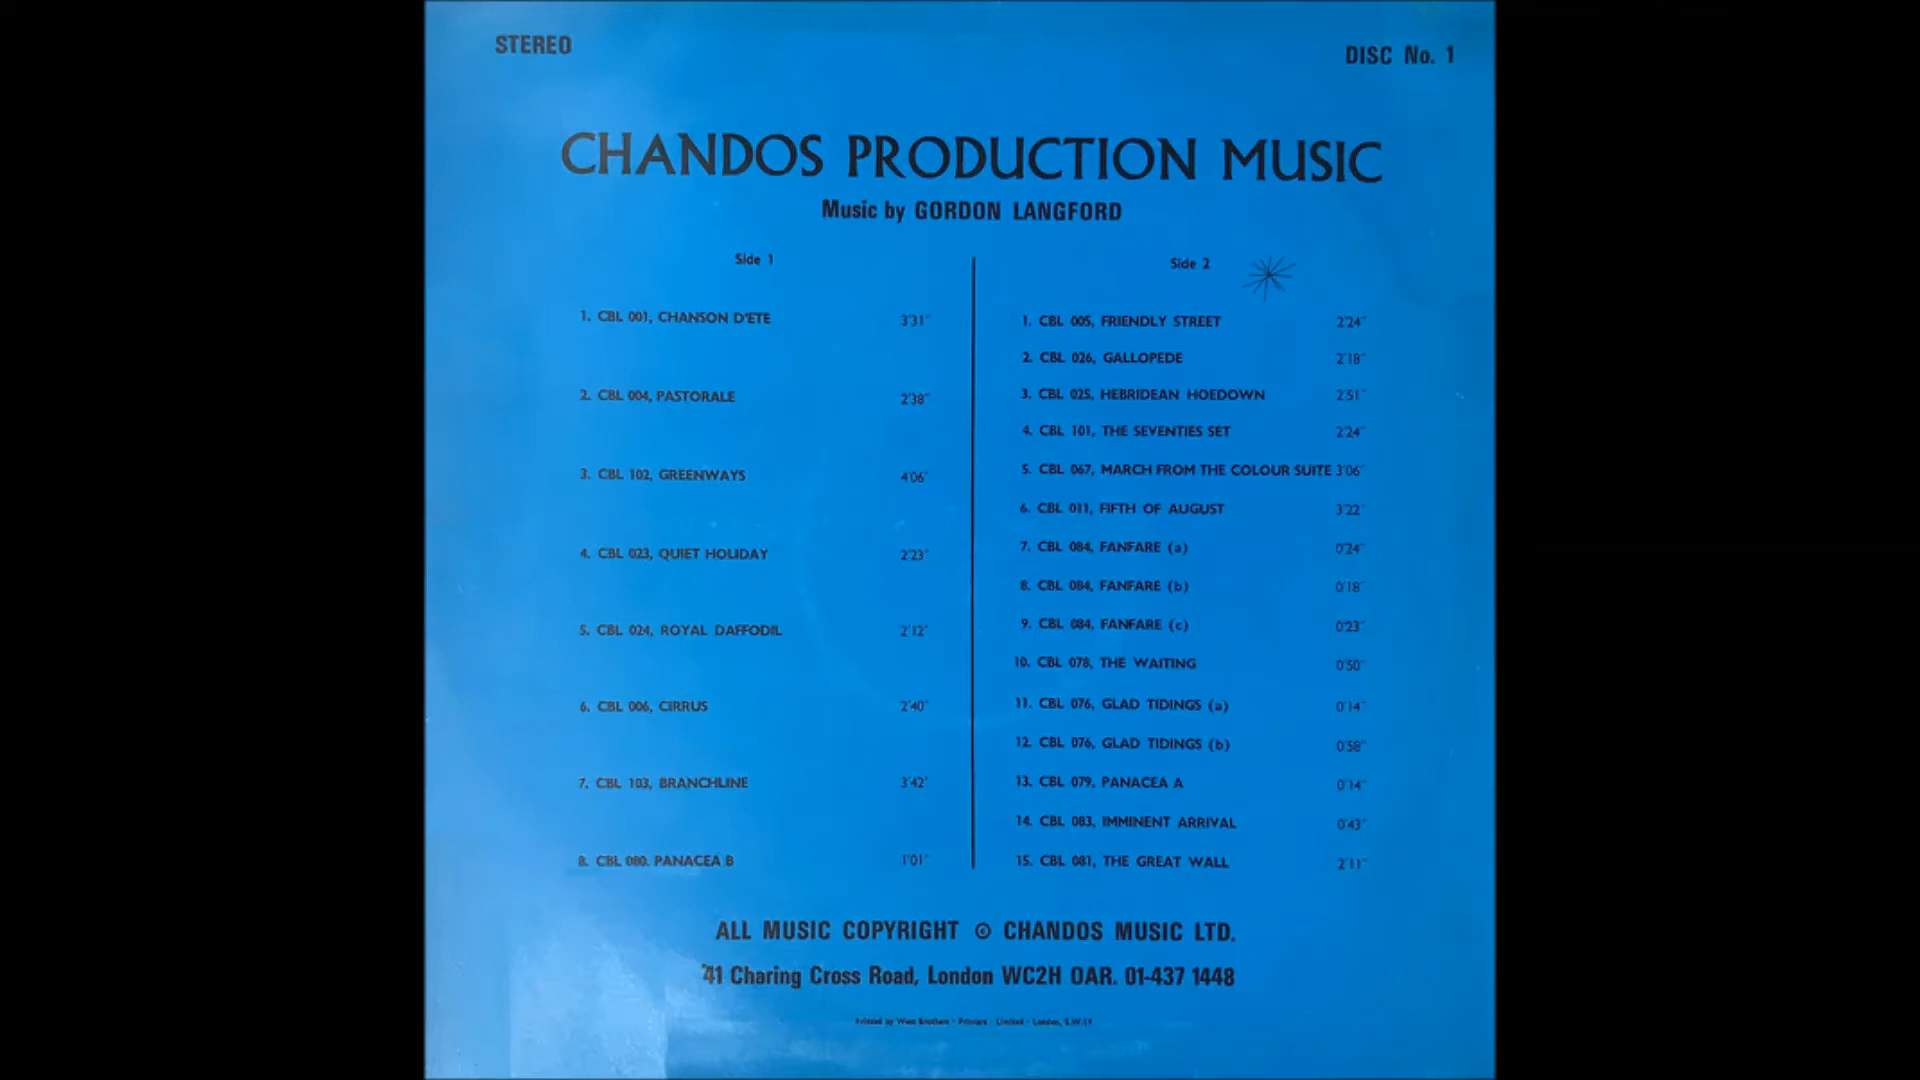 STEREO
DISC No. 1
CHANDOS PRODUCTION MUSIC
Music by GORDON LANGFORD
Side 1
1. CBL 001, CHANSON D'ETE 3'31"
2. CBL 004, PASTORALE 2'38"
3. CBL 102, GREENWAYS 4'06"
4. CBL 023, QUIET HOLIDAY 2'23"
5. CBL 024, ROYAL DAFFODIL 2'12"
6. CBL 006, CIRRUS 2'40"
7. CBL 103, BRANCHLINE 3'42"
8. CBL 080. PANACEA B 1'01"
Side 2
1. CBL 005, FRIENDLY STREET 2'24"
2. CBL 026, GALLOPEDE 2'18"
3. CBL 025, HEBRIDEAN HOEDOWN 2'51"
4. CBL 101, THE SEVENTIES SET 2'24"
5. CBL 067, MARCH FROM THE COLOUR SUITE 3'06"
6. CBL 011, FIFTH OF AUGUST 3'22"
7. CBL 084, FANFARE (a) 0'24"
8. CBL 084, FANFARE (b) 0'18"
9. CBL 084, FANFARE (c) 0'23"
10. CBL 078, THE WAITING 0'50"
11. CBL 076, GLAD TIDINGS (a) 0'14"
12. CBL 076, GLAD TIDINGS (b) 0'58"
13. CBL 079, PANACEA A 0'14"
14. CBL 083, IMMINENT ARRIVAL 0'43"
15. CBL 081, THE GREAT WALL 2'11"
ALL MUSIC COPYRIGHT © CHANDOS MUSIC LTD.
41 Charing Cross Road, London WC2H OAR. 01-437 1448
Printed by West Brothers - Printers - Limited - London, S.W.19